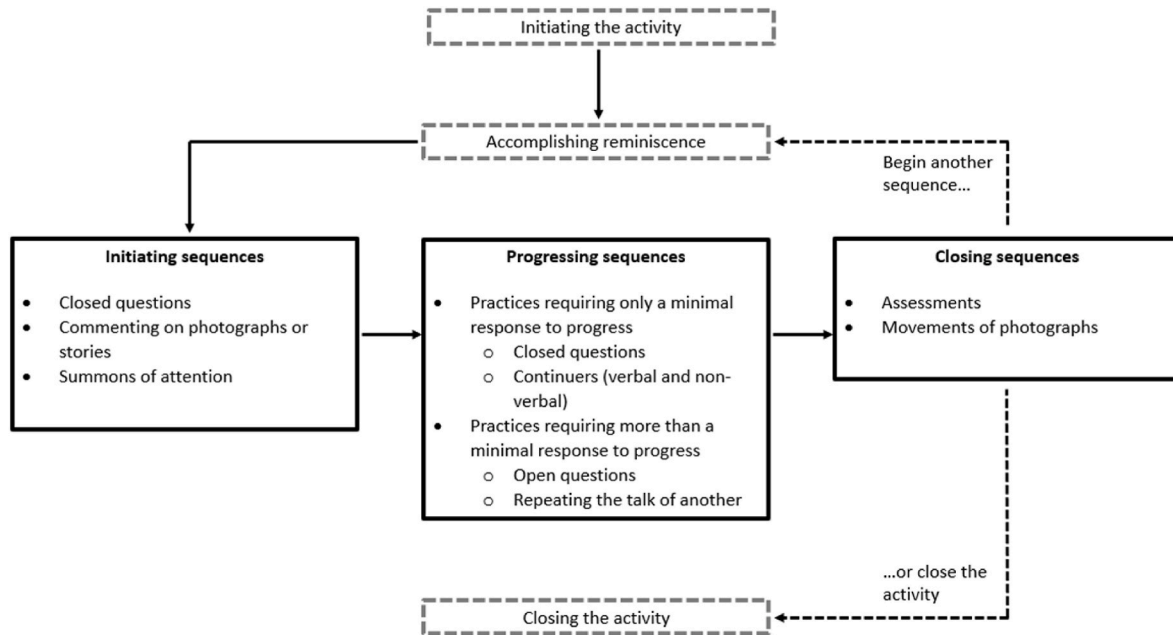 Initiating the activity
Accomplishing reminiscence
Begin another
sequence...
Initiating sequences
• Closed questions
• Commenting on photographs or
stories
• Summons of attention
Progressing sequences
• Practices requiring only a minimal
response to progress
o Closed questions
o Continuers (verbal and non-
verbal)
• Practices requiring more than a
minimal response to progress
o Open questions
o Repeating the talk of another
Closing sequences
• Assessments
• Movements of photographs
...or close the
activity
Closing the activity